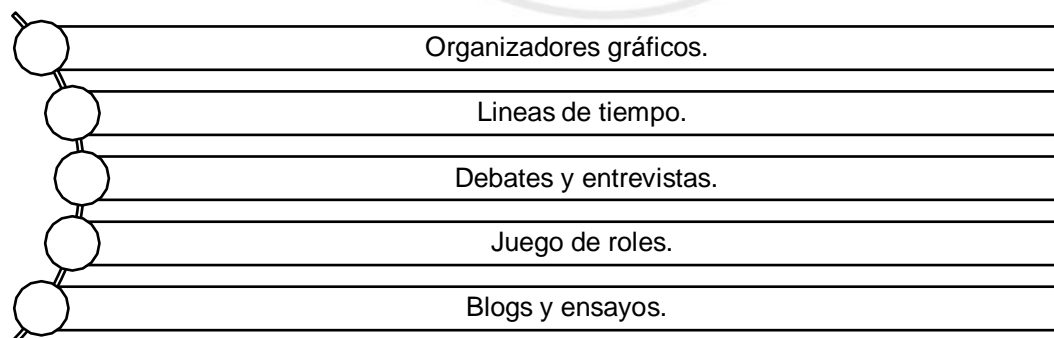 Organizadores gráficos.
Lineas de tiempo.
Debates y entrevistas.
Juego de roles.
Blogs y ensayos.